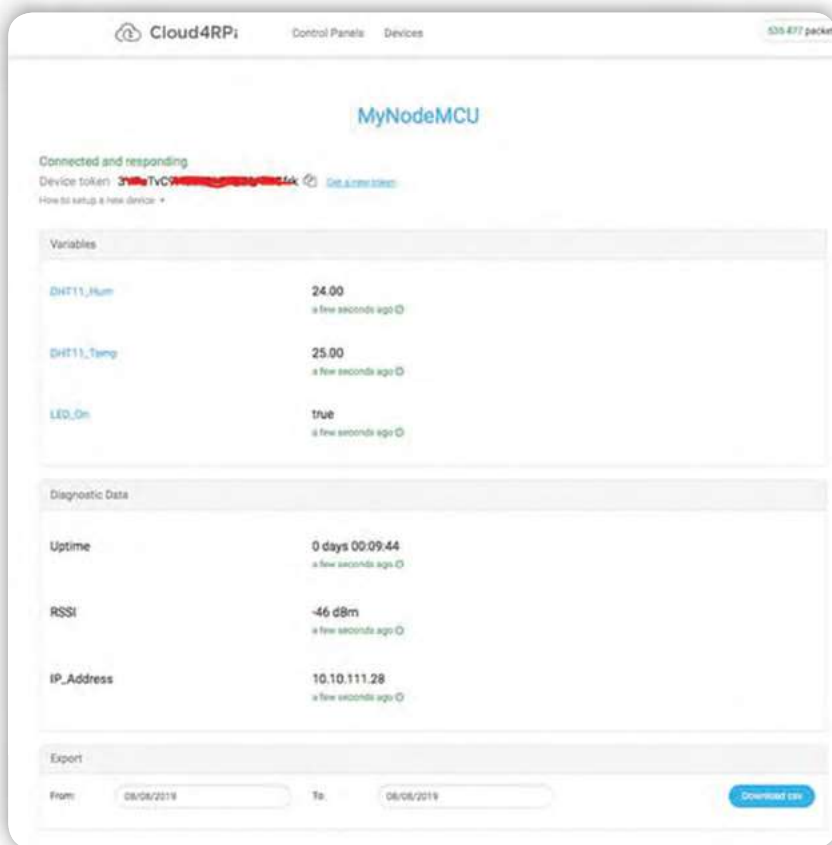 Cloud4RPi Control Panels Devices 535 477 packet
MyNodeMCU
Connected and responding
Device token Get a new token
How to setup a new device
Variables
DHT11_Hum 24.00
a few seconds ago
DHT11_Temp 25.00
a few seconds ago
LED_On true
a few seconds ago
Diagnostic Data
Uptime 0 days 00:09:44
a few seconds ago
RSSI -46 dBm
a few seconds ago
IP_Address 10.10.111.28
a few seconds ago
Export
From: 08/08/2019 To: 08/08/2019 Download csv